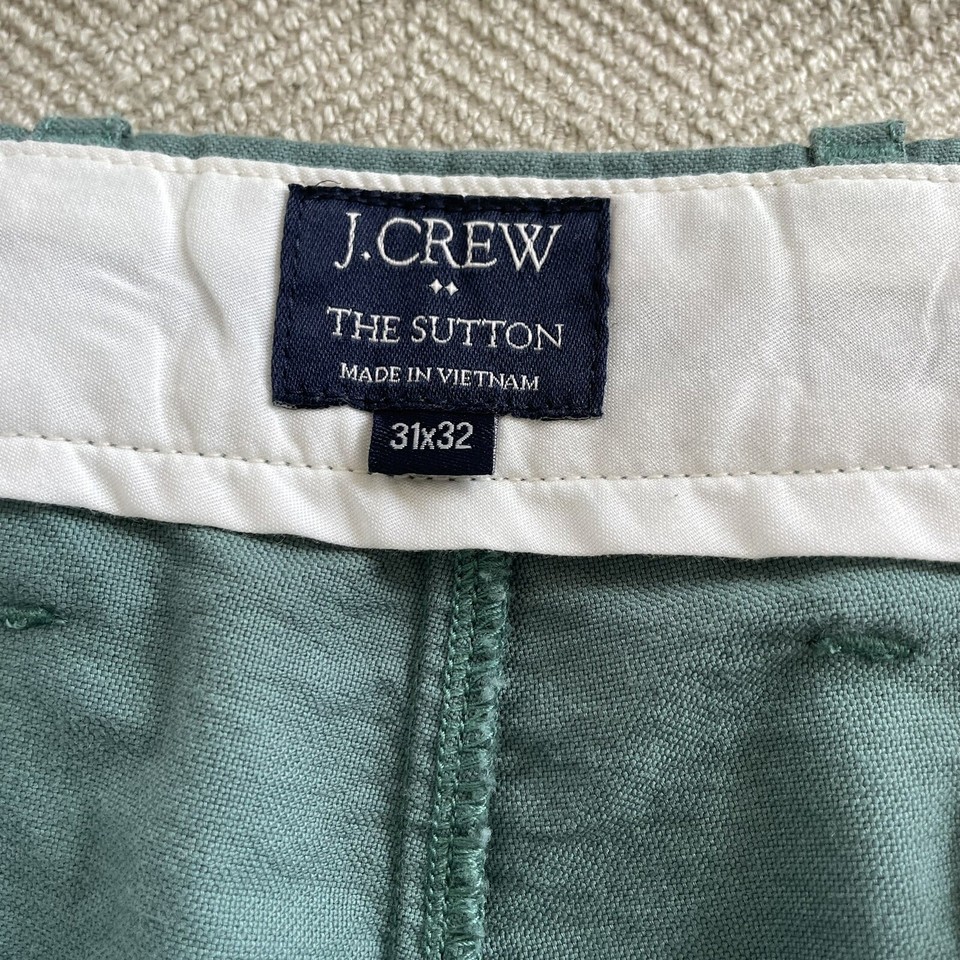 J.CREW
THE SUTTON
MADE IN VIETNAM
31x32